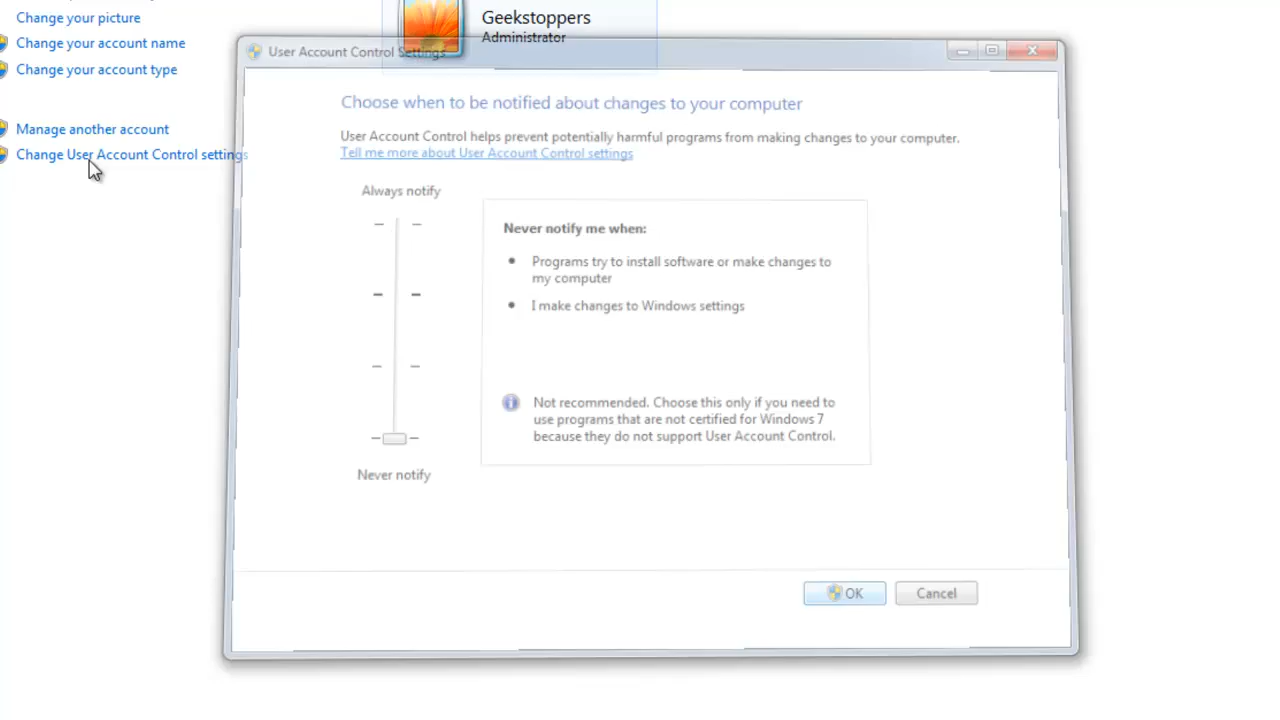 Change your picture
Geekstoppers
Administrator
Change your account name
Change your account type
Manage another account
Change User Account Control settings
User Account Control Settings
Choose when to be notified about changes to your computer
User Account Control helps prevent potentially harmful programs from making changes to your computer.
Tell me more about User Account Control settings
Always notify
Never notify me when:
• Programs try to install software or make changes to
my computer
• I make changes to Windows settings
Not recommended. Choose this only if you need to
use programs that are not certified for Windows 7
because they do not support User Account Control.
Never notify
OK
Cancel